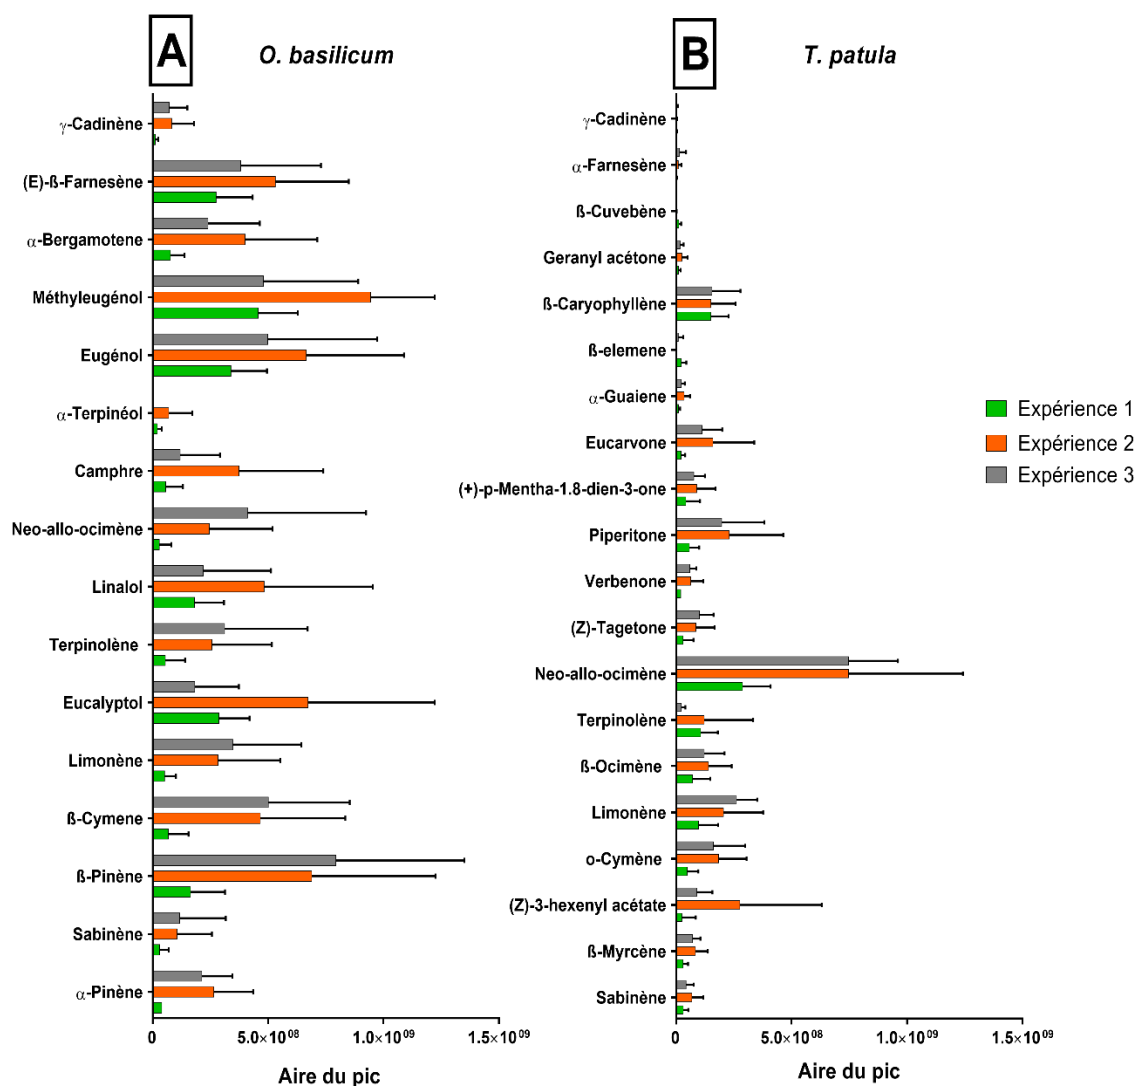 A
O. basilicum
γ-Cadinène
(E)-ß-Farnesène
α-Bergamotene
Méthyleugénol
Eugénol
α-Terpinéol
Camphre
Neo-allo-ocimène
Linalol
Terpinolène
Eucalyptol
Limonène
ß-Cymene
ß-Pinène
Sabinène
α-Pinène
0
5.0×10⁰⁸
1.0×10⁰⁹
1.5×10⁰⁹
Aire du pic
B
T. patula
γ-Cadinène
α-Farnesène
ß-Cuvebène
Geranyl acétone
ß-Caryophyllène
ß-elemene
α-Guaiene
Eucarvone
(+)-p-Mentha-1.8-dien-3-one
Piperitone
Verbenone
(Z)-Tagetone
Neo-allo-ocimène
Terpinolène
ß-Ocimène
Limonène
o-Cymène
(Z)-3-hexenyl acétate
ß-Myrcène
Sabinène
0
5.0×10⁰⁸
1.0×10⁰⁹
1.5×10⁰⁹
Aire du pic
Expérience 1
Expérience 2
Expérience 3